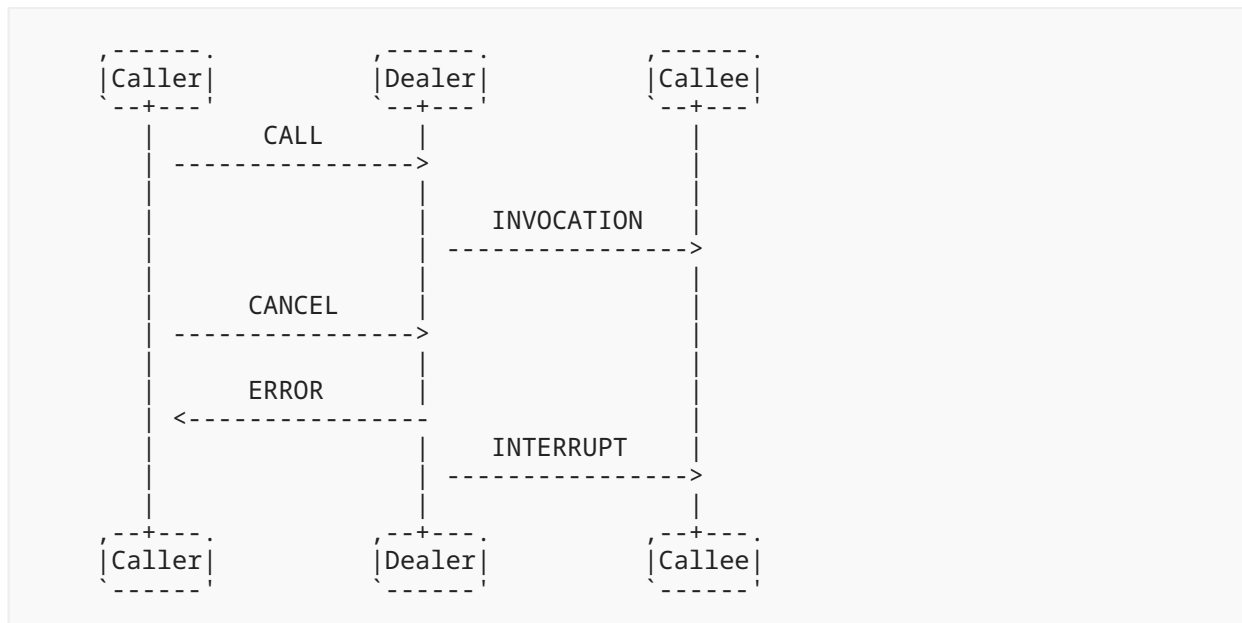 ,------.          ,------.          ,------.
|Caller|          |Dealer|          |Callee|
`--+---'          `--+---'          `--+---'
   |       CALL      |                 |
   | ---------------->                 |
   |                 |                 |
   |                 |    INVOCATION   |
   |                 | ---------------->
   |                 |                 |
   |      CANCEL     |                 |
   | ---------------->                 |
   |                 |                 |
   |      ERROR      |                 |
   | <----------------                 |
   |                 |    INTERRUPT    |
   |                 | ---------------->
   |                 |                 |
,--+---.          ,--+---.          ,--+---.
|Caller|          |Dealer|          |Callee|
`------'          `------'          `------'